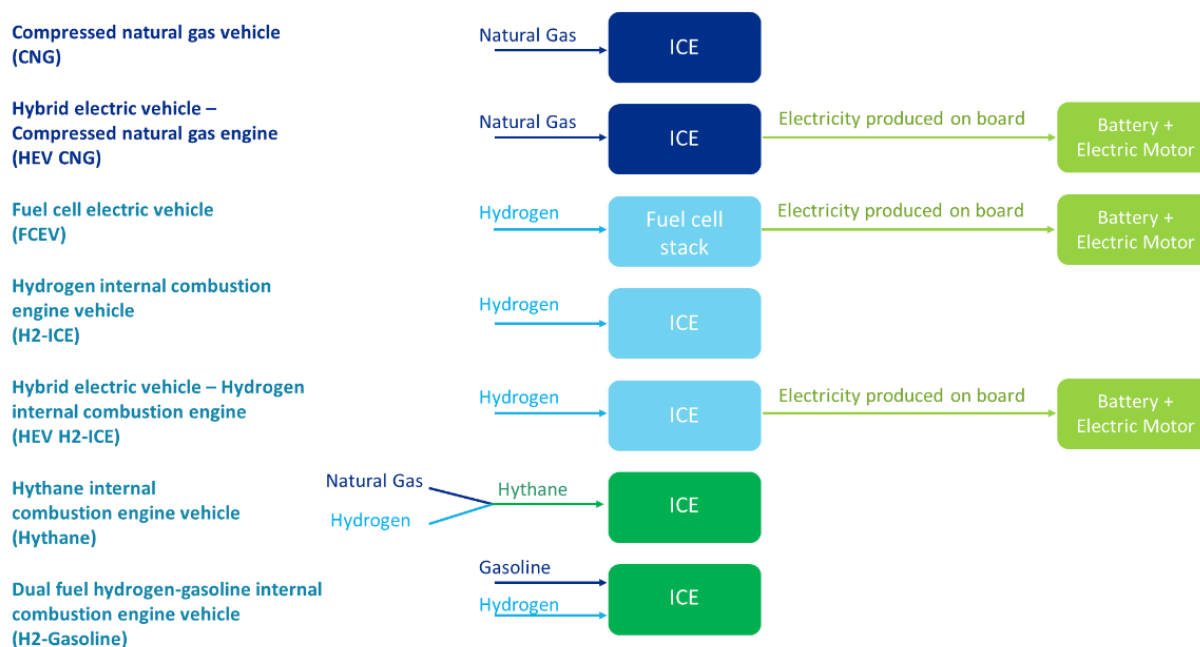 Compressed natural gas vehicle
(CNG)
Natural Gas
ICE
Hybrid electric vehicle –
Compressed natural gas engine
(HEV CNG)
Natural Gas
ICE
Electricity produced on board
Battery +
Electric Motor
Fuel cell electric vehicle
(FCEV)
Hydrogen
Fuel cell
stack
Electricity produced on board
Battery +
Electric Motor
Hydrogen internal combustion
engine vehicle
(H2-ICE)
Hydrogen
ICE
Hybrid electric vehicle – Hydrogen
internal combustion engine
(HEV H2-ICE)
Hydrogen
ICE
Electricity produced on board
Battery +
Electric Motor
Hythane internal
combustion engine vehicle
(Hythane)
Natural Gas
Hydrogen
Hythane
ICE
Dual fuel hydrogen-gasoline internal
combustion engine vehicle
(H2-Gasoline)
Gasoline
Hydrogen
ICE